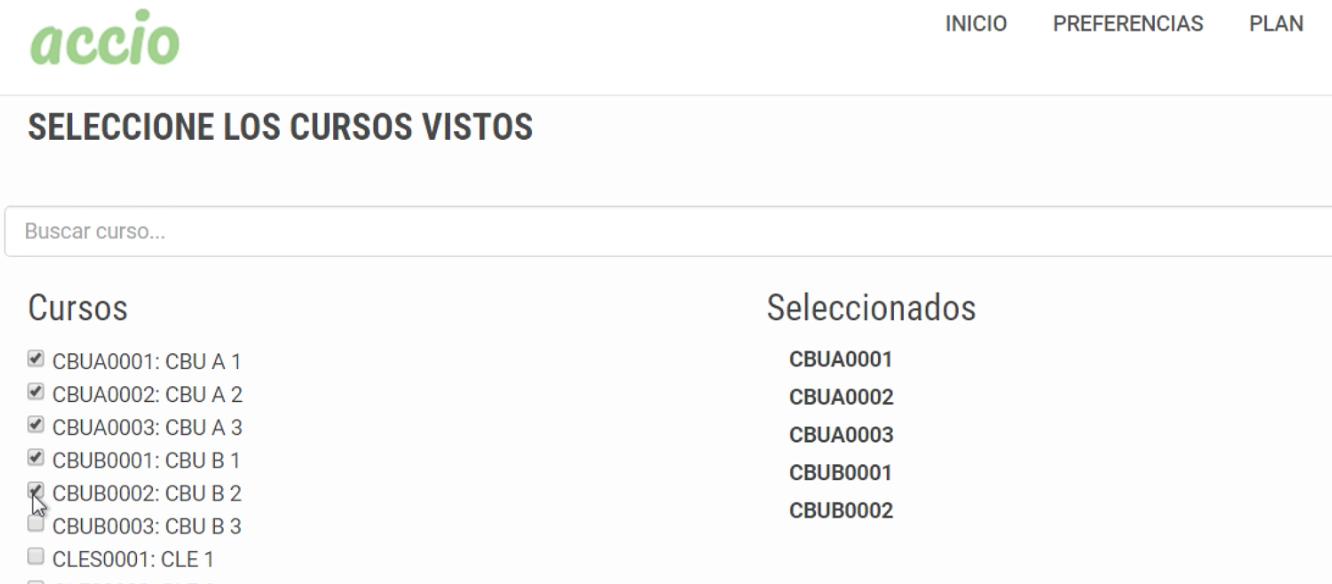 accio
INICIO PREFERENCIAS PLAN
SELECCIONE LOS CURSOS VISTOS
Buscar curso...
Cursos
CBUA0001: CBU A 1
CBUA0002: CBU A 2
CBUA0003: CBU A 3
CBUB0001: CBU B 1
CBUB0002: CBU B 2
CBUB0003: CBU B 3
CLES0001: CLE 1
Seleccionados
CBUA0001
CBUA0002
CBUA0003
CBUB0001
CBUB0002